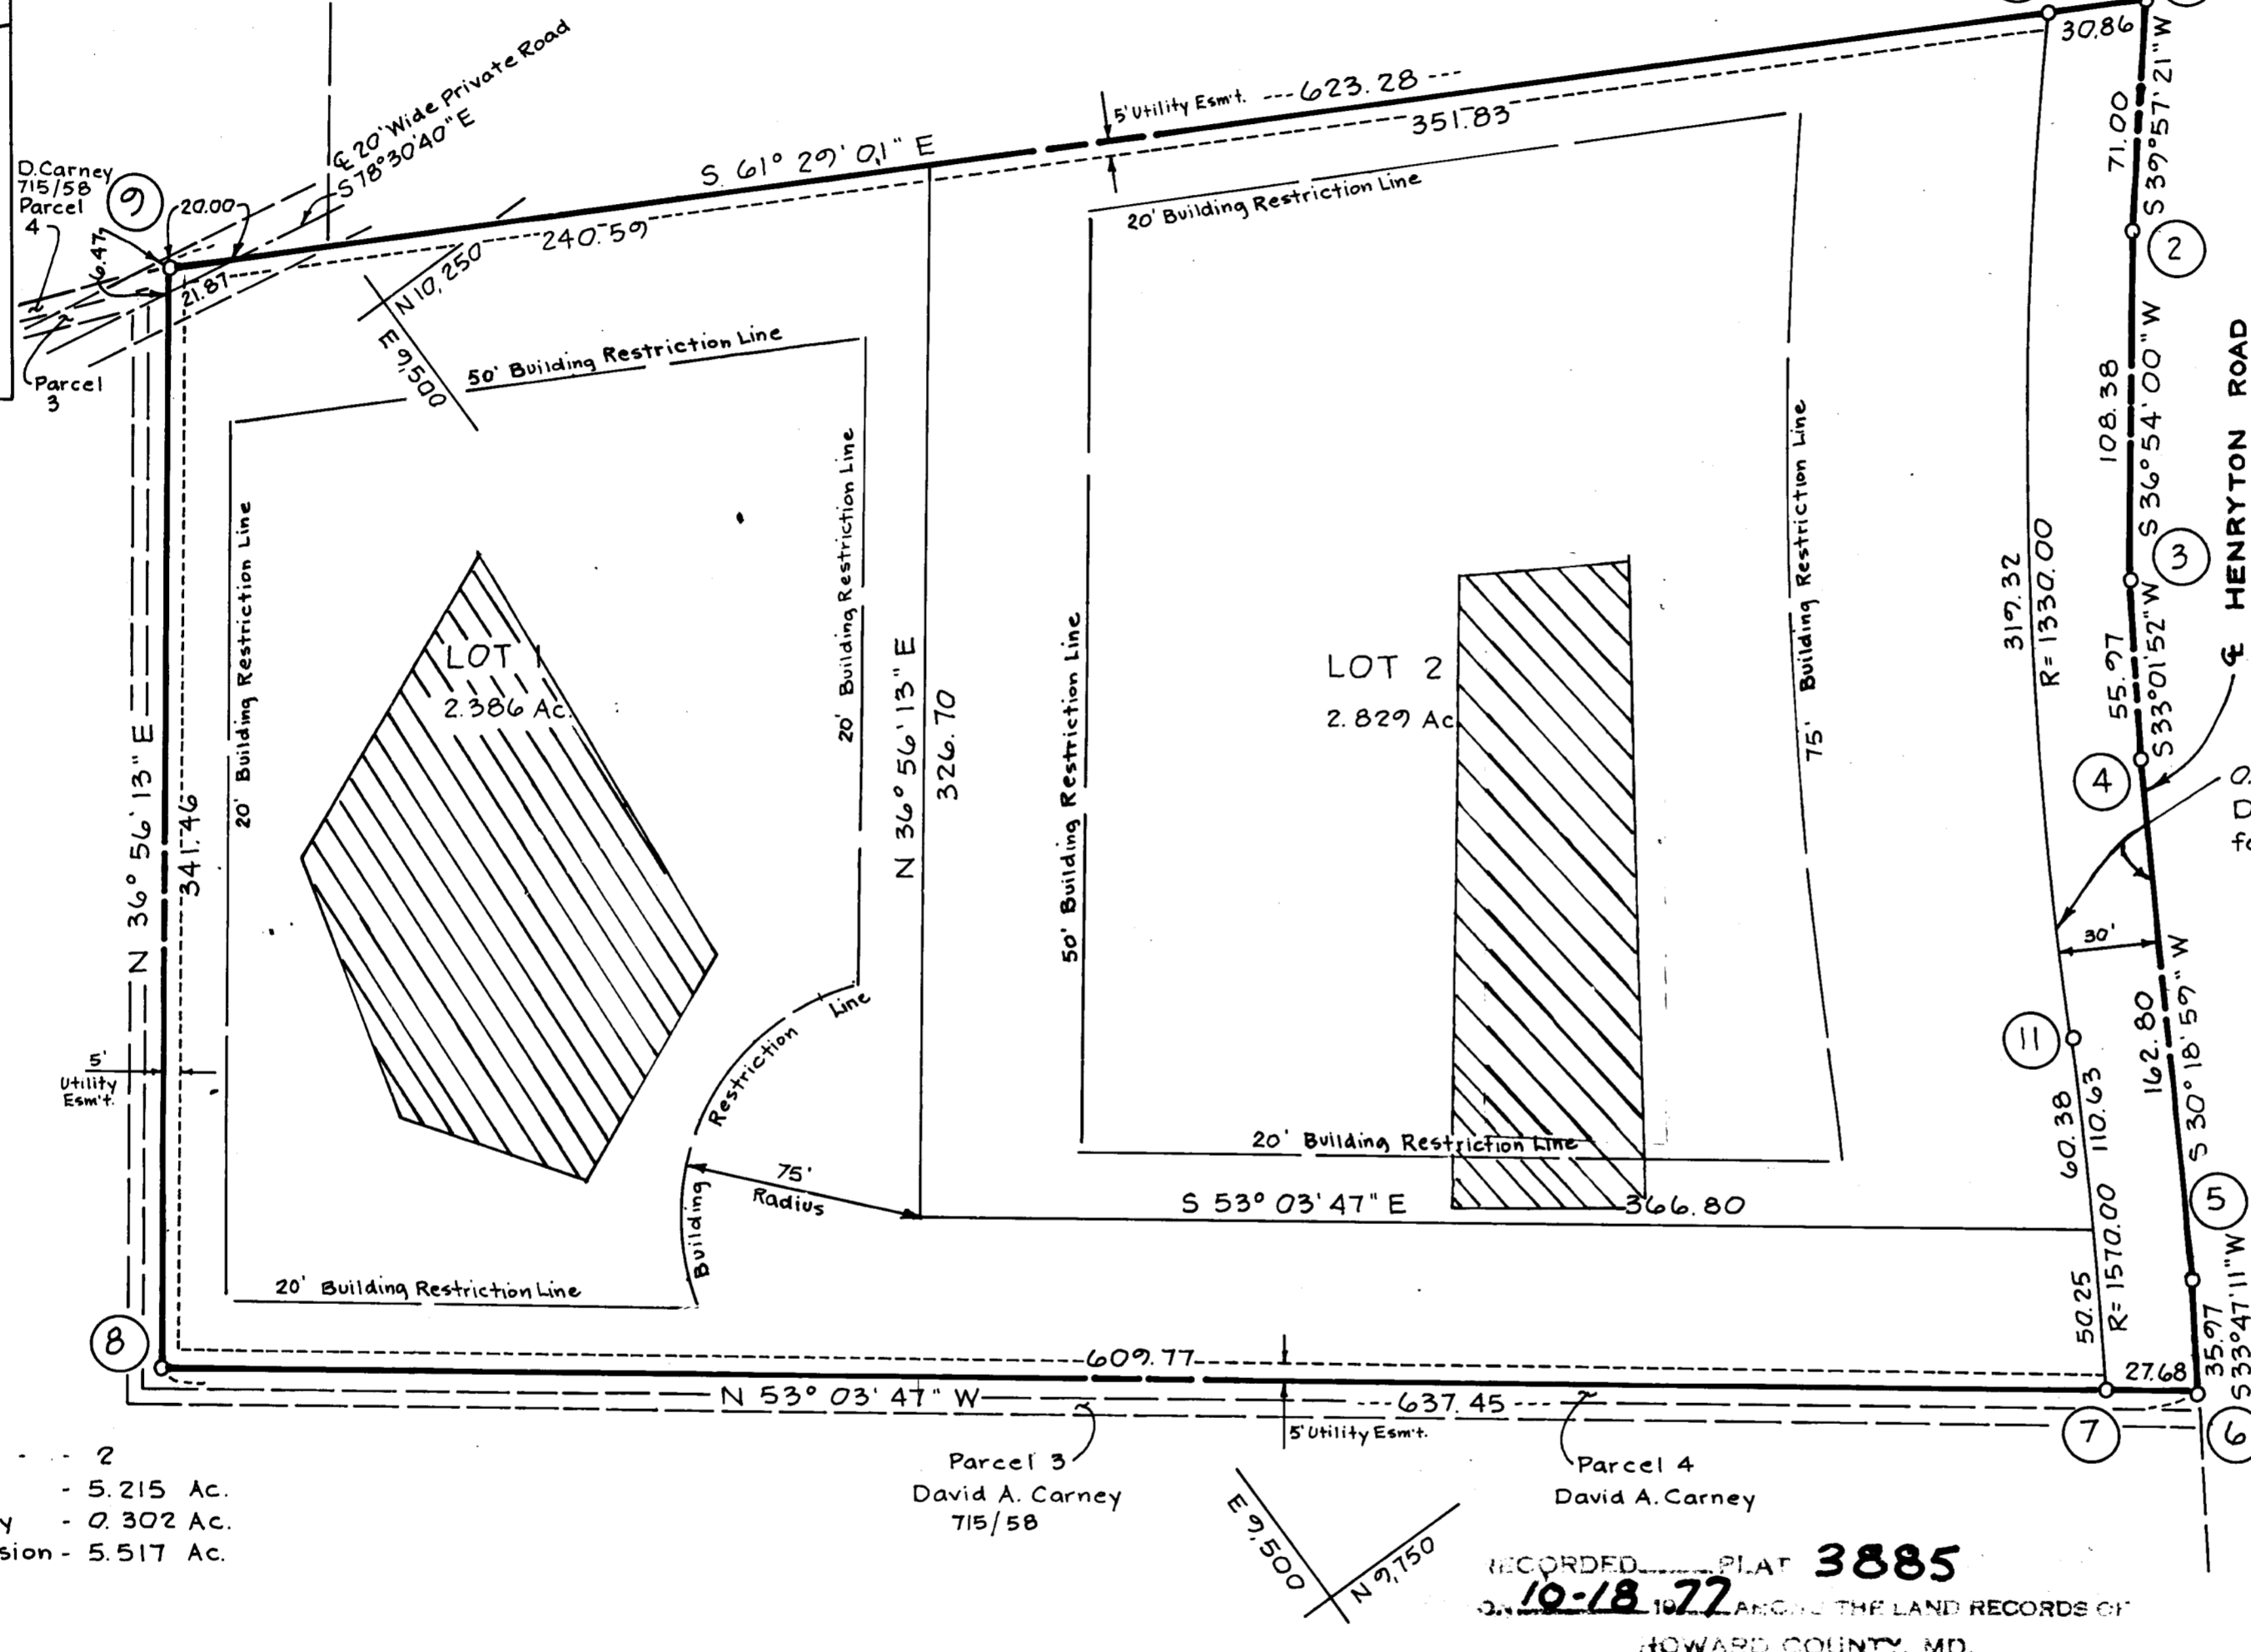 30.86
S 39° 57' 21" W
71.00
2
108.38
S 36° 54' 00" W
3
55.97
S 33° 01' 52" W
4
℄ HENRYTON ROAD
30'
162.80
S 30° 18' 59" W
5
35.97
S 33° 47' 11" W
6
27.68
7
11
319.32
R = 1330.00
60.38
110.63
50.25
R = 1570.00
℄ 20' Wide Private Road
S 78° 30' 40" E
D. Carney
715/58
Parcel
4
9
20.00
6.47
21.87
Parcel
3
S. 61° 29' 01" E
5' Utility Esm't.
--- 623.28 ---
240.59
351.83
N 10,250
E 9,500
50' Building Restriction Line
20' Building Restriction Line
20' Building Restriction Line
20' Building Restriction Line
50' Building Restriction Line
75' Building Restriction Line
LOT 1
2.386 Ac.
LOT 2
2.829 Ac
N 36° 56' 13" E
341.46
N 36° 56' 13" E
326.70
5'
Utility
Esm't.
Building Restriction Line
75'
Radius
20' Building Restriction Line
20' Building Restriction Line
S 53° 03' 47" E
366.80
8
609.77
N 53° 03' 47" W
--- 637.45 ---
5' Utility Esm't.
Parcel 3
David A. Carney
715/58
Parcel 4
David A. Carney
E 9,500
N 9,750
- - - 2
- 5.215 Ac.
y - 0.302 Ac.
sion - 5.517 Ac.
RECORDED PLAT 3885
ON 10-18 1977 AMONG THE LAND RECORDS OF
HOWARD COUNTY, MD.